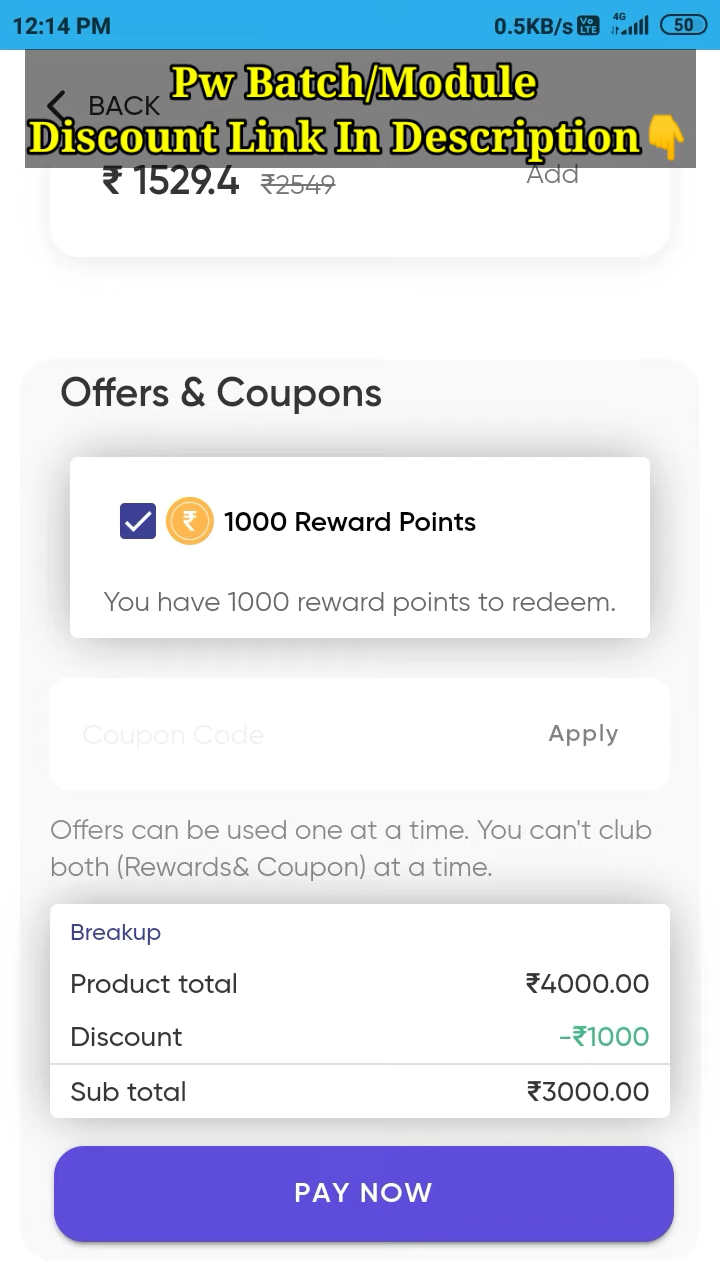 12:14 PM 0.5KB/s Vo LTE 4G 50
Pw Batch/Module
BACK
Discount Link In Description👇
₹ 1529.4 ₹2549 Add
Offers & Coupons
₹ 1000 Reward Points
You have 1000 reward points to redeem.
Coupon Code Apply
Offers can be used one at a time. You can't club
both (Rewards& Coupon) at a time.
Breakup
Product total ₹4000.00
Discount -₹1000
Sub total ₹3000.00
PAY NOW